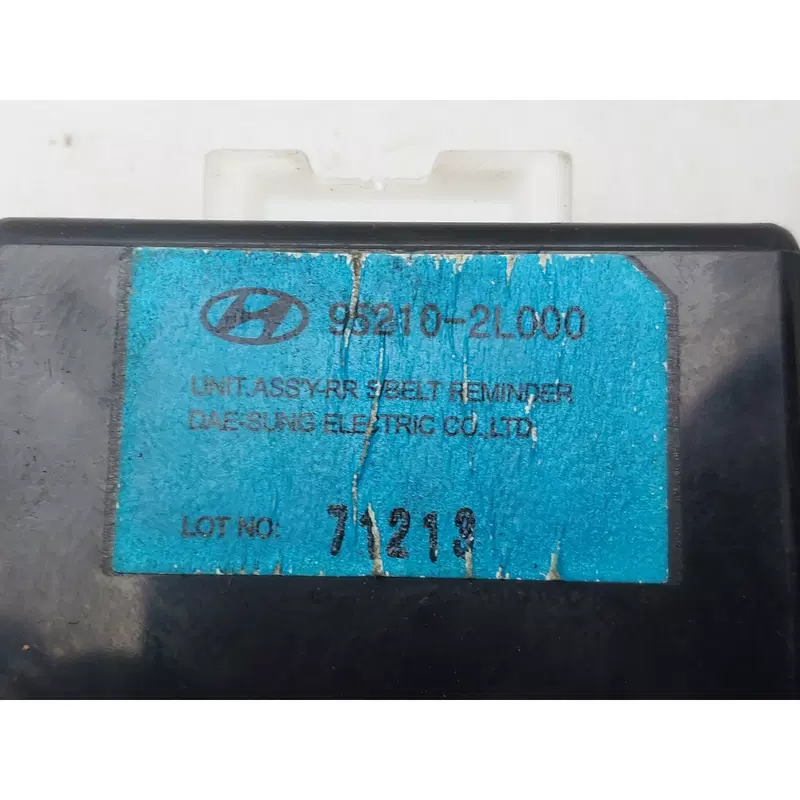 95210-2L000
UNIT.ASS'Y-RR S/BELT REMINDER
DAE-SUNG ELECTRIC CO.,LTD
LOT NO: 71213